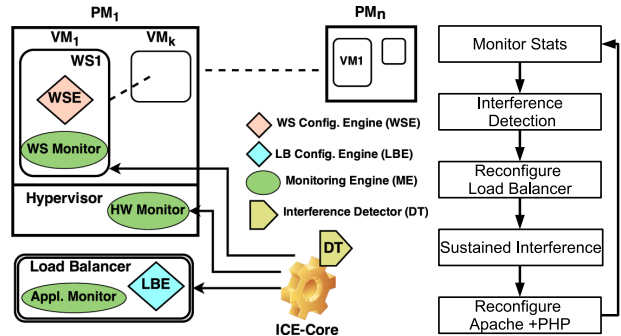 PM1
VM1
VMk
WS1
WSE
WS Monitor
Hypervisor
HW Monitor
Load Balancer
LBE
Appl. Monitor
PMn
VM1
WS Config. Engine (WSE)
LB Config. Engine (LBE)
Monitoring Engine (ME)
Interference Detector (DT)
DT
ICE-Core
Monitor Stats
Interference
Detection
Reconfigure
Load Balancer
Sustained Interference
Reconfigure
Apache +PHP